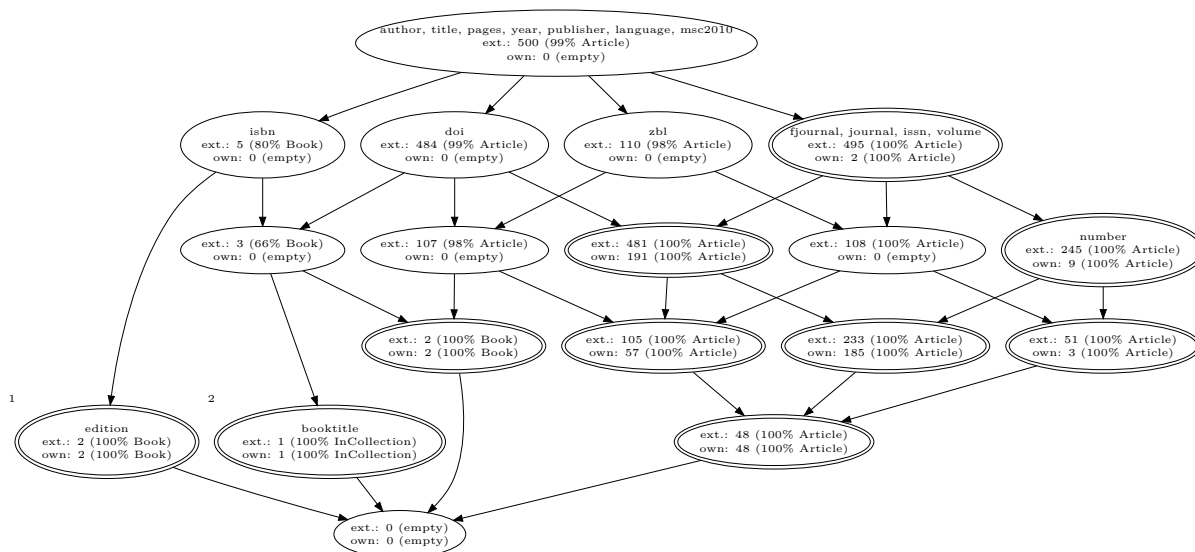 author, title, pages, year, publisher, language, msc2010
ext.: 500 (99% Article)
own: 0 (empty)
isbn
ext.: 5 (80% Book)
own: 0 (empty)
doi
ext.: 484 (99% Article)
own: 0 (empty)
zbl
ext.: 110 (98% Article)
own: 0 (empty)
fjournal, journal, issn, volume
ext.: 495 (100% Article)
own: 2 (100% Article)
ext.: 3 (66% Book)
own: 0 (empty)
ext.: 107 (98% Article)
own: 0 (empty)
ext.: 481 (100% Article)
own: 191 (100% Article)
ext.: 108 (100% Article)
own: 0 (empty)
number
ext.: 245 (100% Article)
own: 9 (100% Article)
ext.: 2 (100% Book)
own: 2 (100% Book)
ext.: 105 (100% Article)
own: 57 (100% Article)
ext.: 233 (100% Article)
own: 185 (100% Article)
ext.: 51 (100% Article)
own: 3 (100% Article)
1
edition
ext.: 2 (100% Book)
own: 2 (100% Book)
2
booktitle
ext.: 1 (100% InCollection)
own: 1 (100% InCollection)
ext.: 48 (100% Article)
own: 48 (100% Article)
ext.: 0 (empty)
own: 0 (empty)